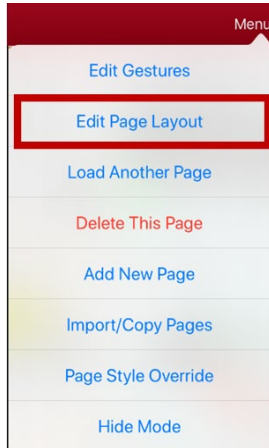 Menu
Edit Gestures
Edit Page Layout
Load Another Page
Delete This Page
Add New Page
Import/Copy Pages
Page Style Override
Hide Mode